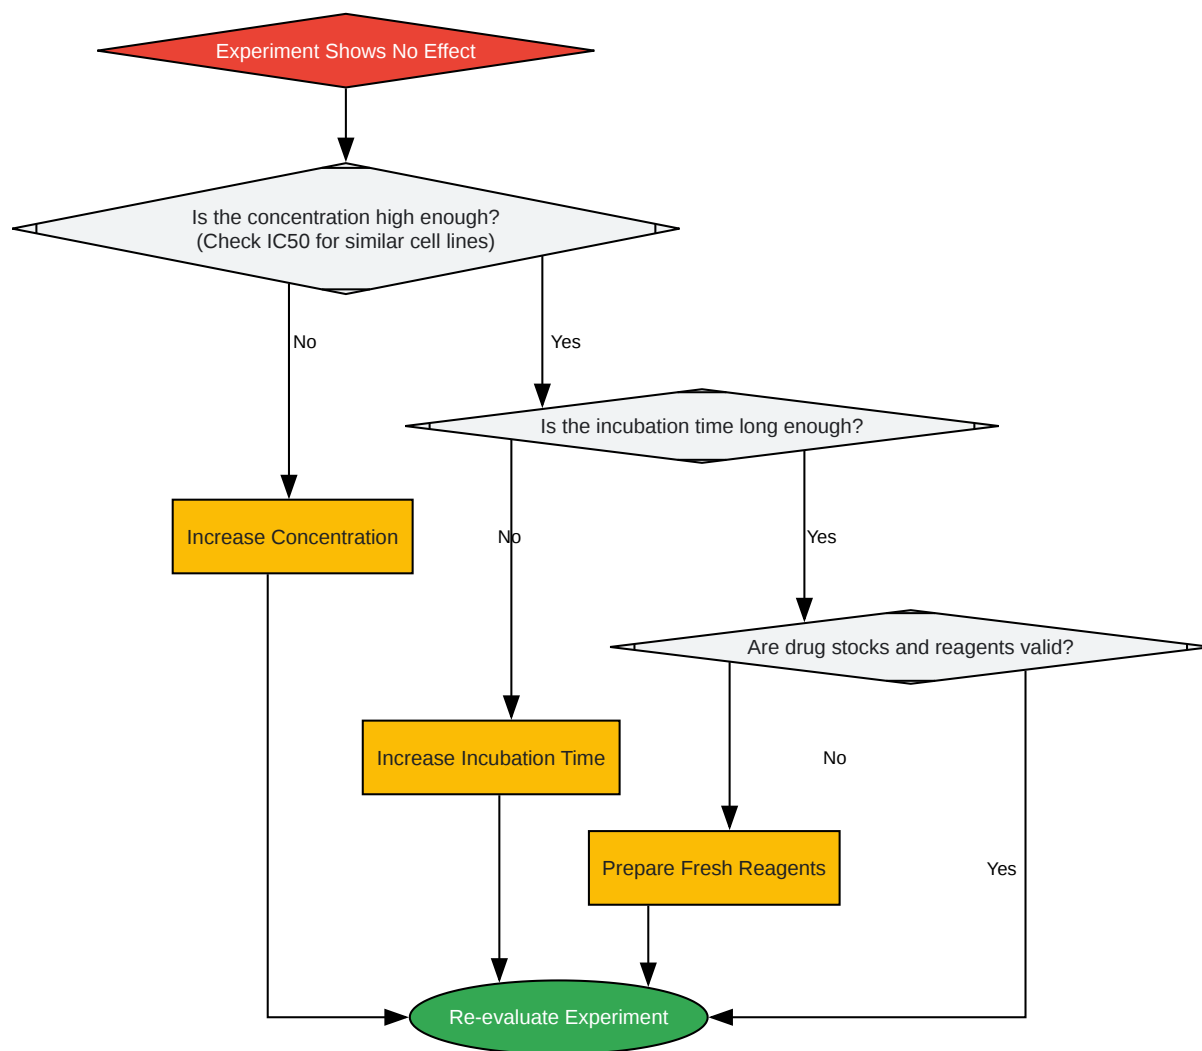 Experiment Shows No Effect
Is the concentration high enough?
(Check IC50 for similar cell lines)
No
Yes
Is the incubation time long enough?
Increase Concentration
No
Yes
Are drug stocks and reagents valid?
Increase Incubation Time
No
Prepare Fresh Reagents
Yes
Re-evaluate Experiment